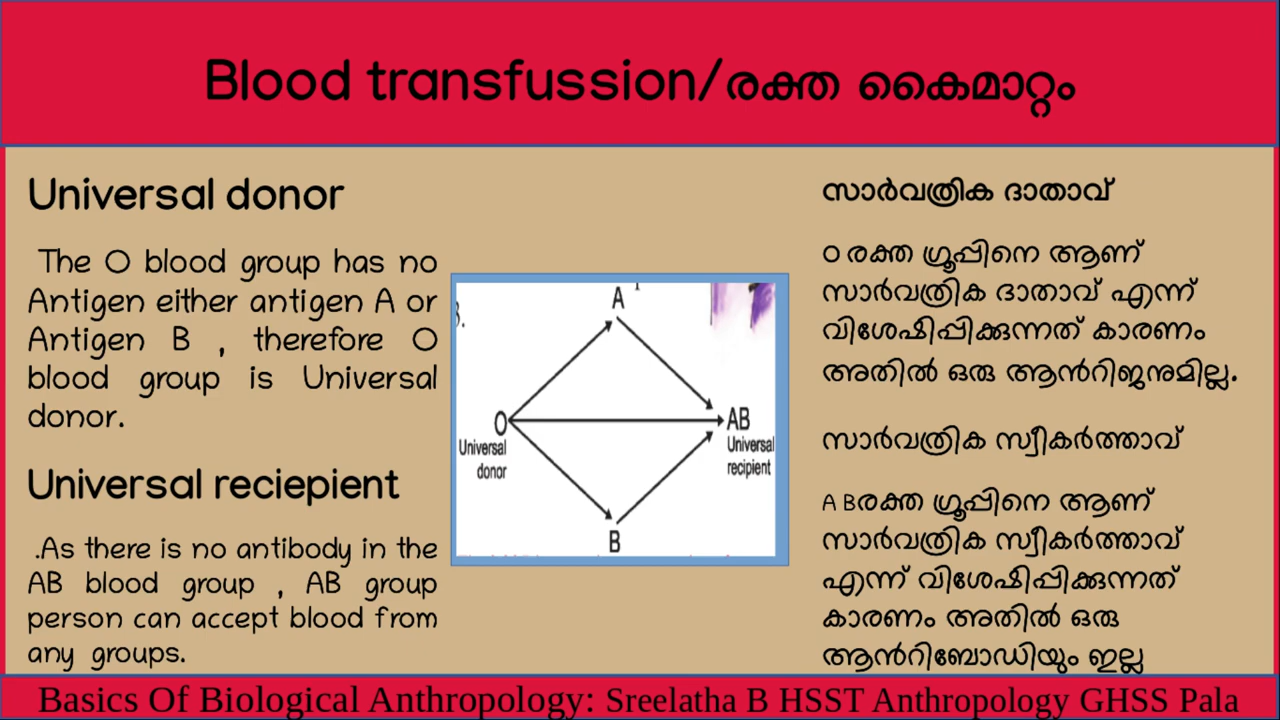 Blood transfussion/രക്ത കൈമാറ്റം
Universal donor
The O blood group has no
Antigen either antigen A or
Antigen B , therefore O
blood group is Universal
donor.
Universal reciepient
.As there is no antibody in the
AB blood group , AB group
person can accept blood from
any groups.
3.
A
O
Universal
donor
AB
Universal
recipient
B
സാർവത്രിക ദാതാവ്
O രക്ത ഗ്രൂപ്പിനെ ആണ്
സാർവത്രിക ദാതാവ് എന്ന്
വിശേഷിപ്പിക്കുന്നത് കാരണം
അതിൽ ഒരു ആൻറിജനുമില്ല.
സാർവത്രിക സ്വീകർത്താവ്
A Bരക്ത ഗ്രൂപ്പിനെ ആണ്
സാർവത്രിക സ്വീകർത്താവ്
എന്ന് വിശേഷിപ്പിക്കുന്നത്
കാരണം അതിൽ ഒരു
ആൻറിബോഡിയും ഇല്ല
Basics Of Biological Anthropology: Sreelatha B HSST Anthropology GHSS Pala